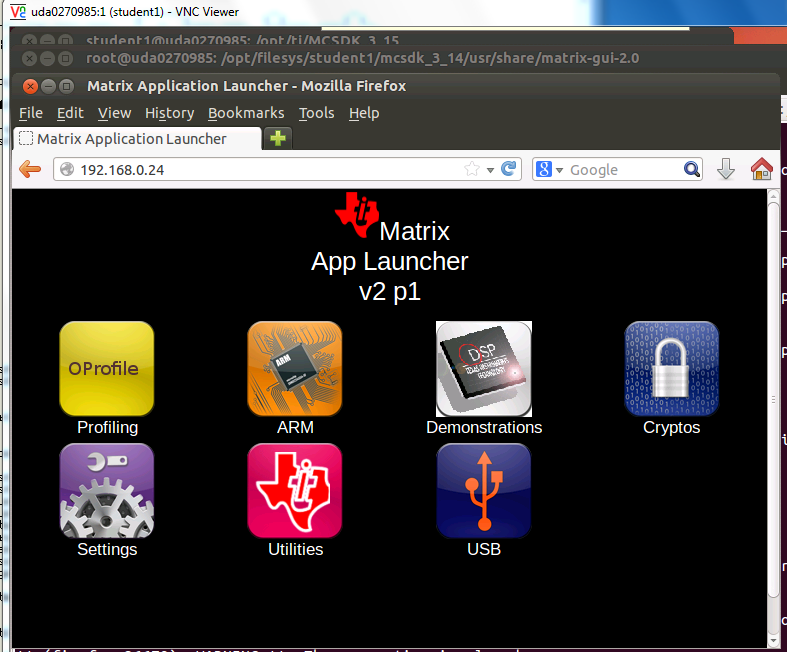 uda0270985:1 (student1) - VNC Viewer
student1@uda0270985: /opt/ti/MCSDK_3_15
root@uda0270985: /opt/filesys/student1/mcsdk_3_14/usr/share/matrix-gui-2.0
Matrix Application Launcher - Mozilla Firefox
File Edit View History Bookmarks Tools Help
Matrix Application Launcher
192.168.0.24
Google
Matrix
App Launcher
v2 p1
OProfile
ARM
DSP
TEXAS INSTRUMENTS
TECHNOLOGY
Profiling ARM Demonstrations Cryptos
Settings Utilities USB